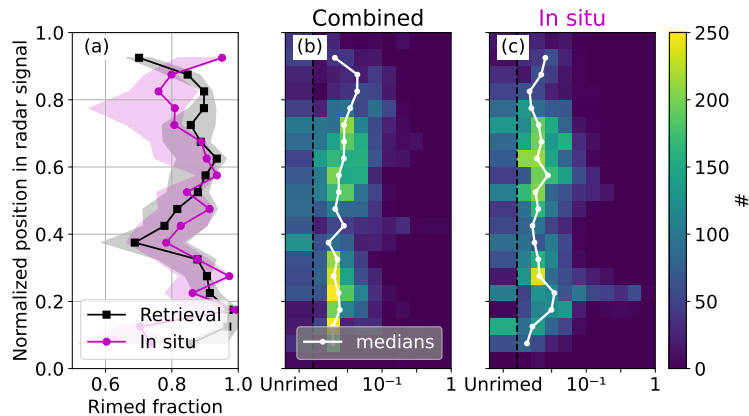 Combined
In situ
(a)
(b)
(c)
Normalized position in radar signal
1.0
0.8
0.6
0.4
0.2
0.0
Retrieval
In situ
medians
0.6
0.8
1.0
Rimed fraction
Unrimed
10⁻¹
1
Unrimed
10⁻¹
1
250
200
150
100
50
0
#